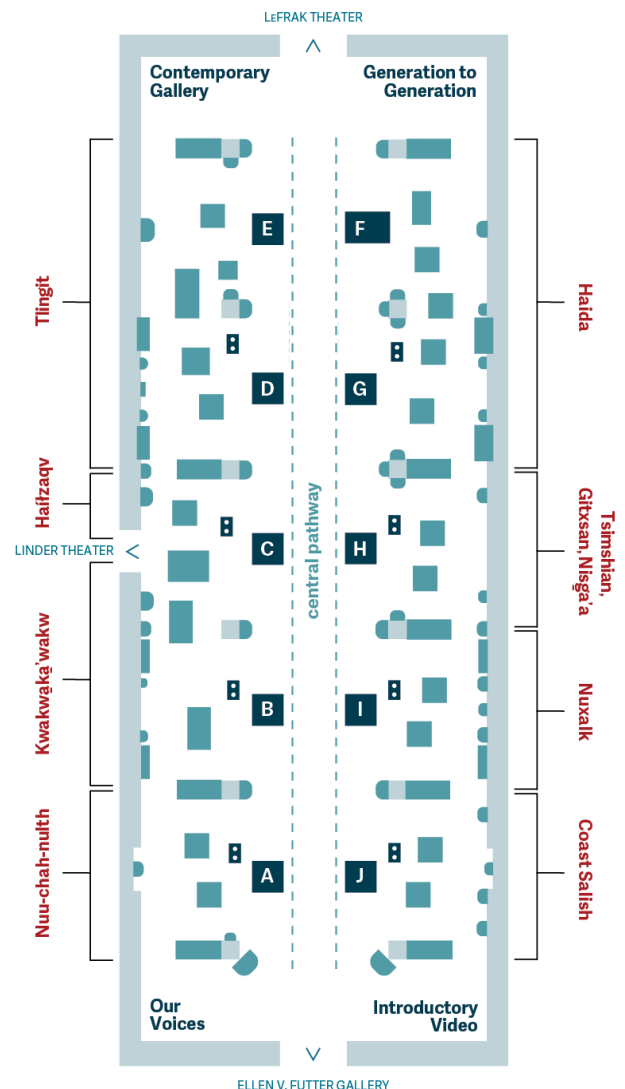 LeFRAK THEATER
Contemporary
Gallery
Generation to
Generation
E
F
Tlingit
Haida
D
G
Haíɫzaqv
Tsimshian,
Gitxsan, Nisg̱a'a
C
H
LINDER THEATER
central pathway
Kwakwa̱ka̱'wakw
Nuxalk
B
I
Nuu-chah-nulth
Coast Salish
A
J
Our
Voices
Introductory
Video
ELLEN V. FUTTER GALLERY